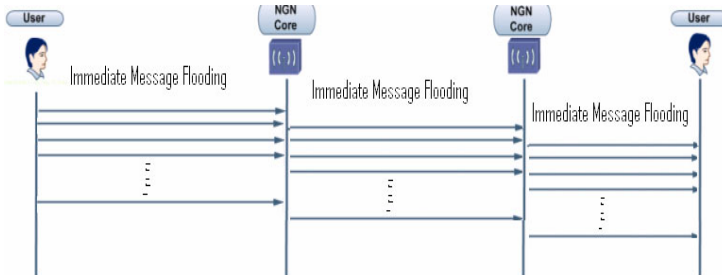 User
NGN
Core
NGN
Core
User
((·))
((·))
Immediate Message Flooding
Immediate Message Flooding
Immediate Message Flooding